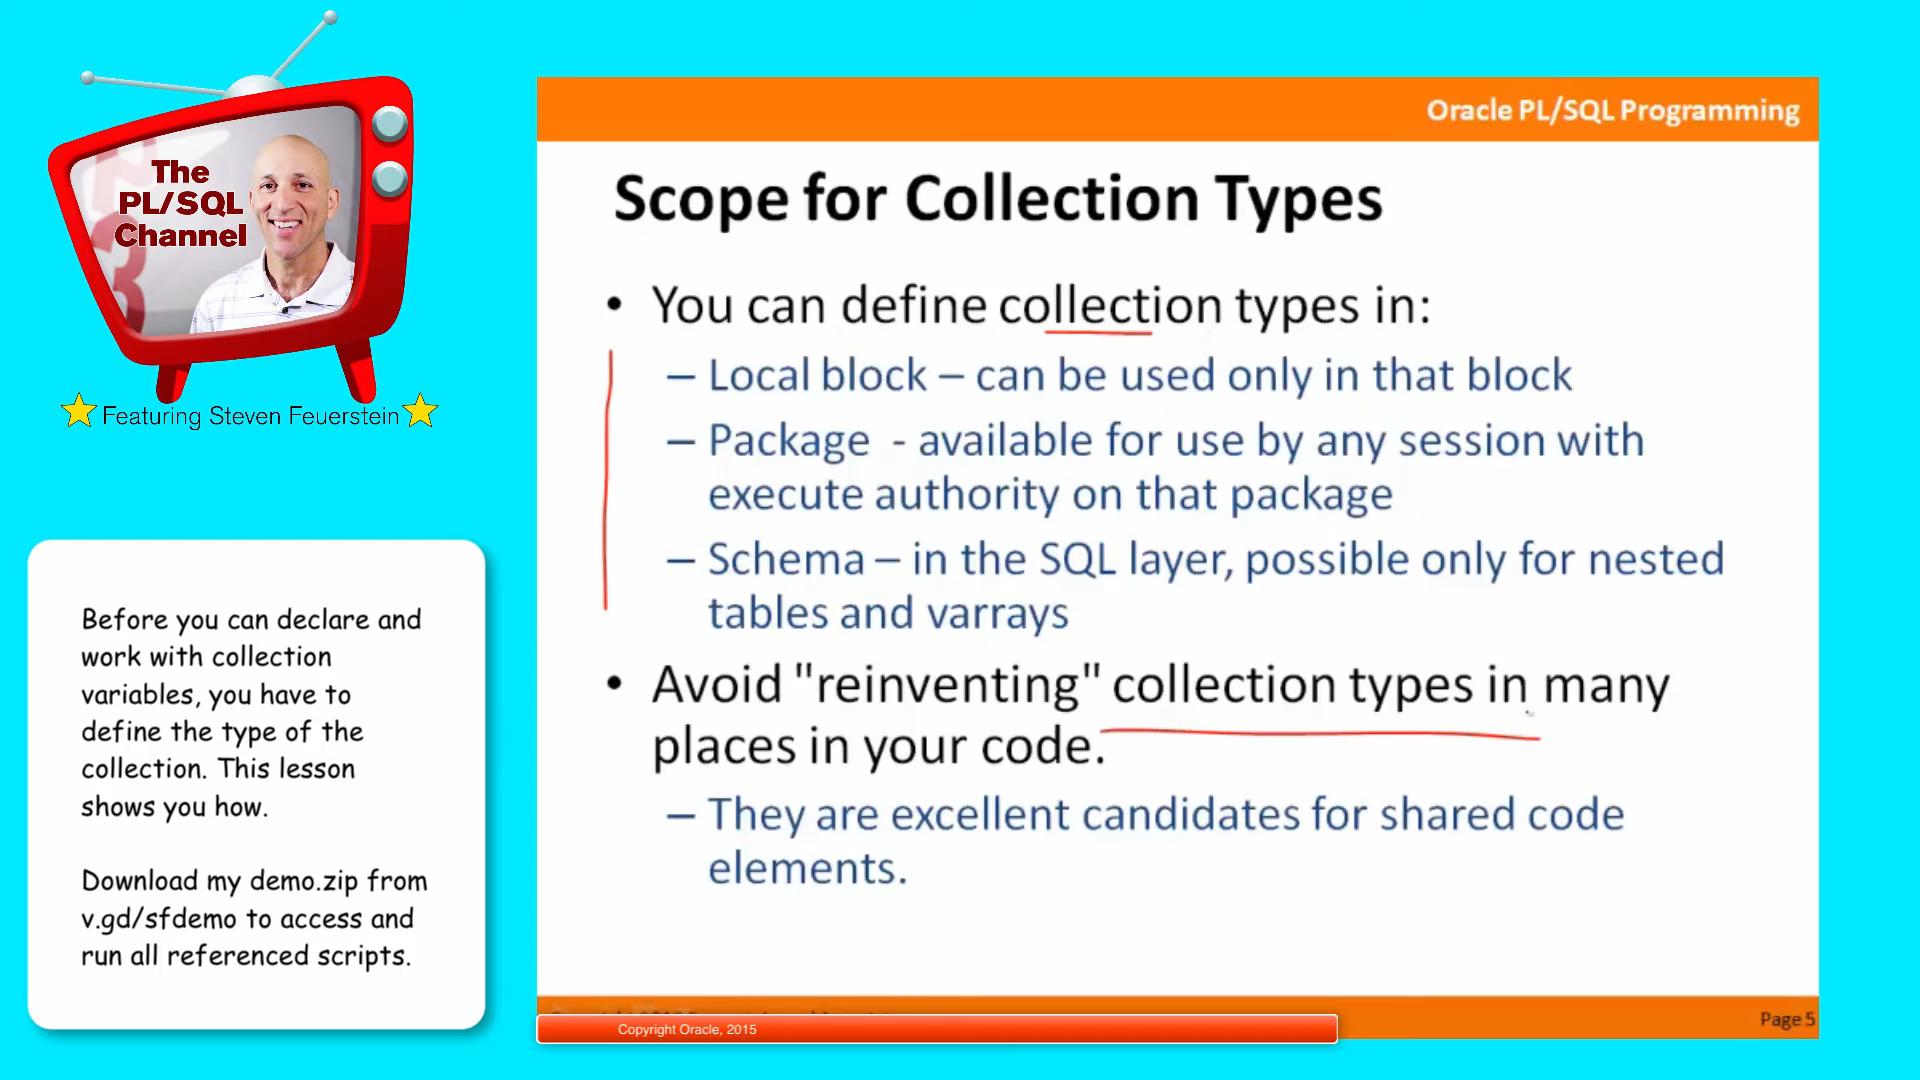 The
PL/SQL
Channel
Featuring Steven Feuerstein
Before you can declare and
work with collection
variables, you have to
define the type of the
collection. This lesson
shows you how.
Download my demo.zip from
v.gd/sfdemo to access and
run all referenced scripts.
Oracle PL/SQL Programming
Scope for Collection Types
• You can define collection types in:
– Local block – can be used only in that block
– Package - available for use by any session with
execute authority on that package
– Schema – in the SQL layer, possible only for nested
tables and varrays
• Avoid "reinventing" collection types in many
places in your code.
– They are excellent candidates for shared code
elements.
Copyright Oracle, 2015
Page 5